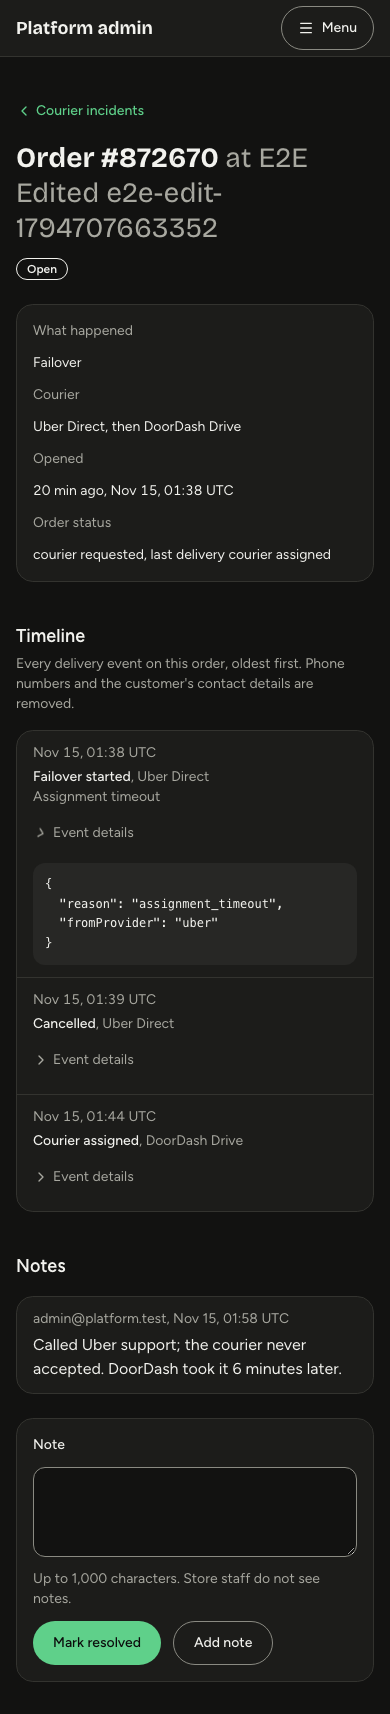 Platform admin
Menu
Courier incidents
Order #872670 at E2E
Edited e2e-edit-
1794707663352
Open
What happened
Failover
Courier
Uber Direct, then DoorDash Drive
Opened
20 min ago, Nov 15, 01:38 UTC
Order status
courier requested, last delivery courier assigned
Timeline
Every delivery event on this order, oldest first. Phone
numbers and the customer's contact details are
removed.
Nov 15, 01:38 UTC
Failover started, Uber Direct
Assignment timeout
Event details
{
  "reason": "assignment_timeout",
  "fromProvider": "uber"
}
Nov 15, 01:39 UTC
Cancelled, Uber Direct
Event details
Nov 15, 01:44 UTC
Courier assigned, DoorDash Drive
Event details
Notes
admin@platform.test, Nov 15, 01:58 UTC
Called Uber support; the courier never
accepted. DoorDash took it 6 minutes later.
Note
Up to 1,000 characters. Store staff do not see
notes.
Mark resolved
Add note